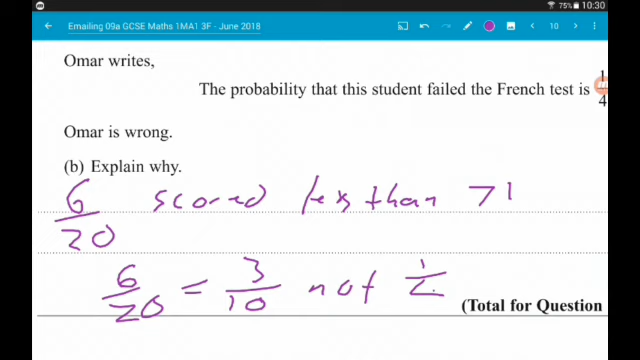 75% 10:30
Emailing 09a GCSE Maths 1MA1 3F - June 2018
10
Omar writes,
The probability that this student failed the French test is 1/4
Omar is wrong.
(b) Explain why.
6/20 scored less than 71
6/20 = 3/10 not 1/4
(Total for Question